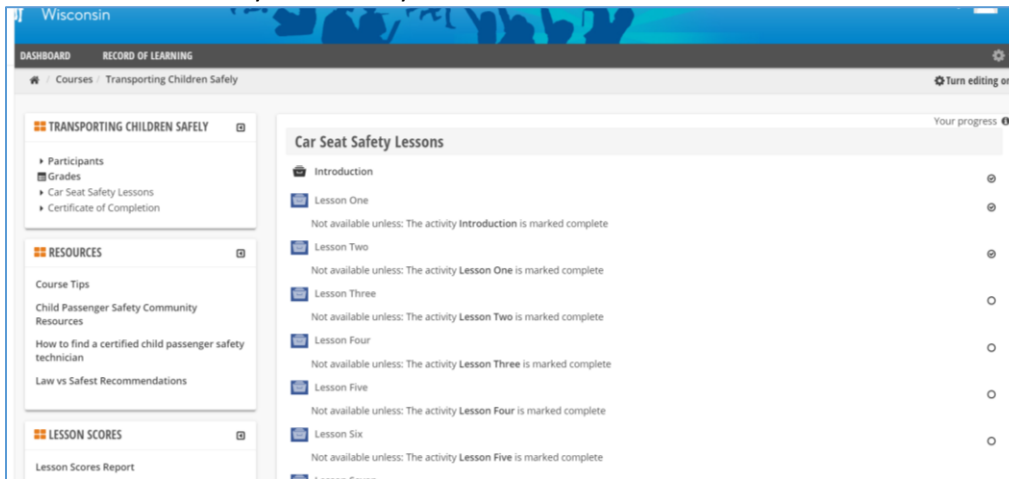 Wisconsin
DASHBOARD RECORD OF LEARNING
Courses / Transporting Children Safely
Turn editing on
TRANSPORTING CHILDREN SAFELY
Participants
Grades
Car Seat Safety Lessons
Certificate of Completion
RESOURCES
Course Tips
Child Passenger Safety Community
Resources
How to find a certified child passenger safety
technician
Law vs Safest Recommendations
LESSON SCORES
Lesson Scores Report
Your progress
Car Seat Safety Lessons
Introduction
Lesson One
Not available unless: The activity Introduction is marked complete
Lesson Two
Not available unless: The activity Lesson One is marked complete
Lesson Three
Not available unless: The activity Lesson Two is marked complete
Lesson Four
Not available unless: The activity Lesson Three is marked complete
Lesson Five
Not available unless: The activity Lesson Four is marked complete
Lesson Six
Not available unless: The activity Lesson Five is marked complete